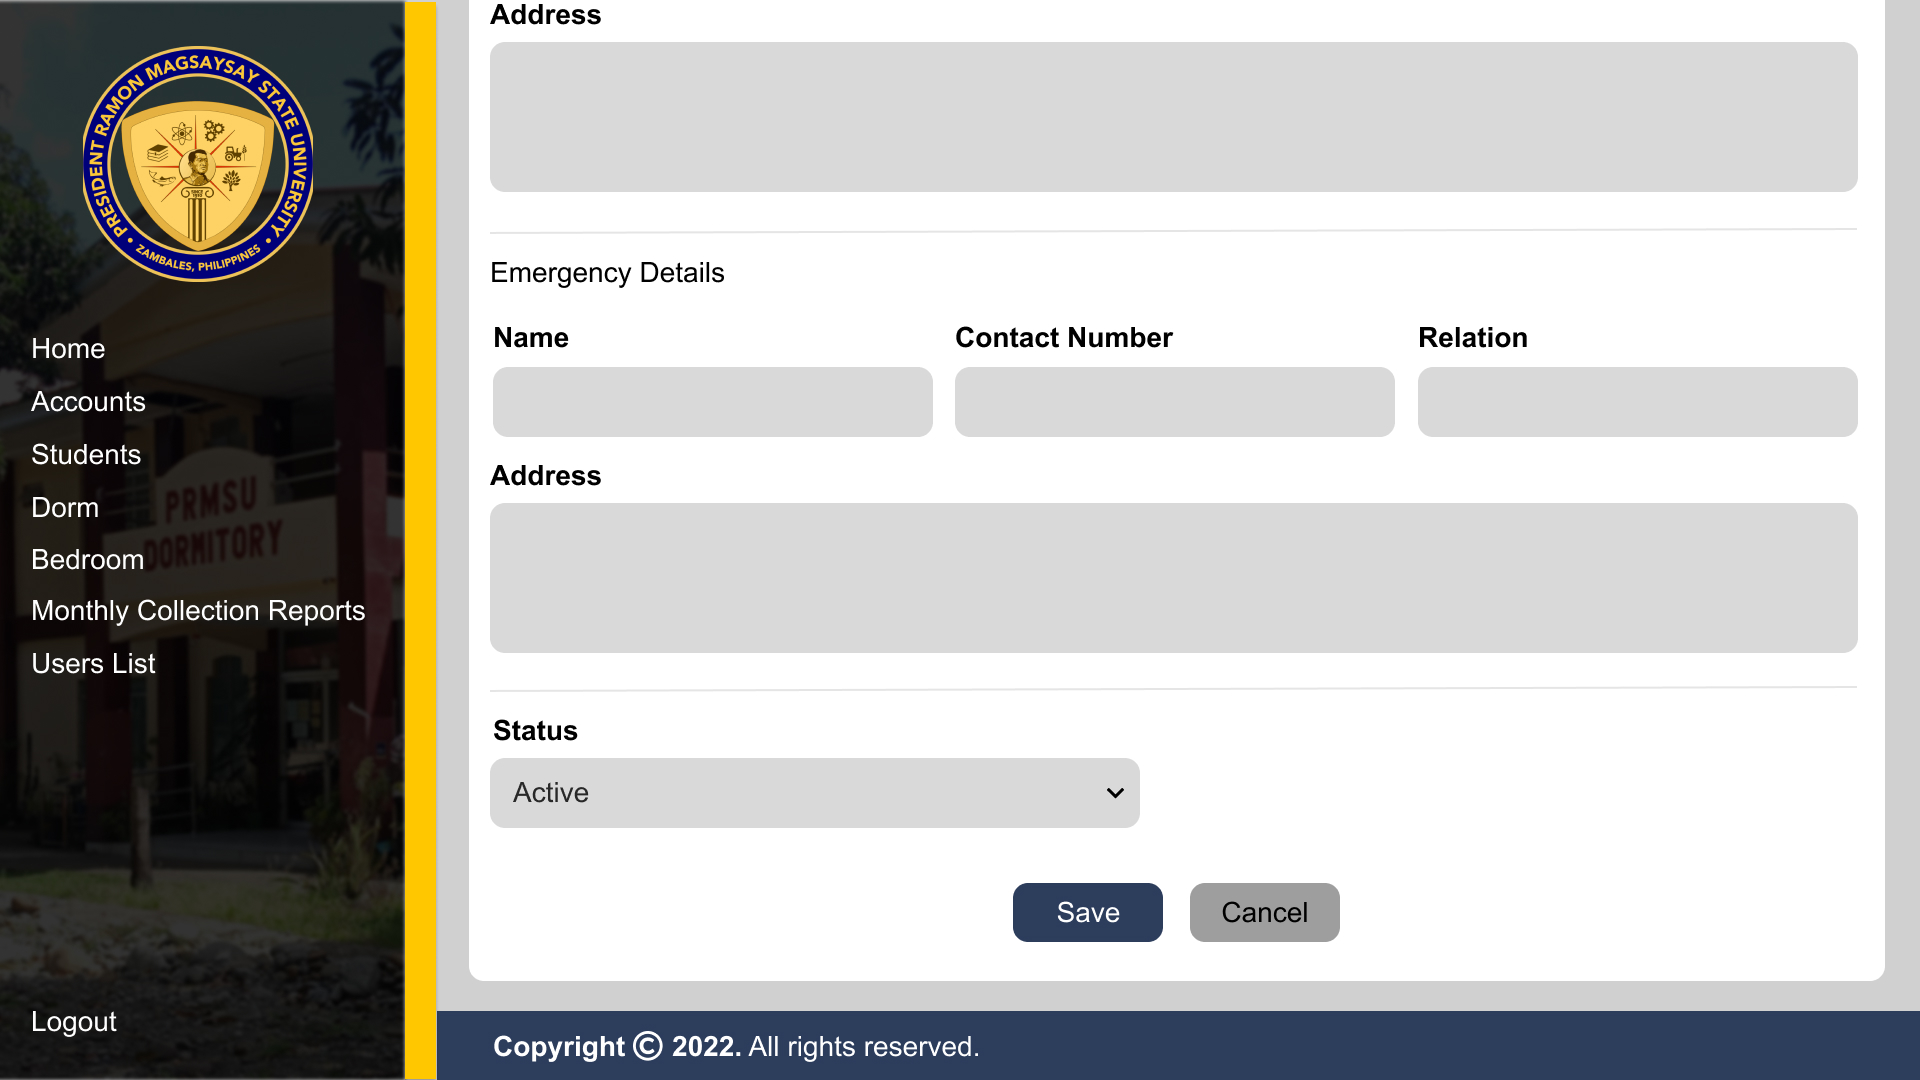 PRESIDENT RAMON MAGSAYSAY STATE UNIVERSITY
ZAMBALES, PHILIPPINES
Home
Accounts
Students
Dorm
Bedroom
Monthly Collection Reports
Users List
Logout
PRMSU
DORMITORY
Address
Emergency Details
Name Contact Number Relation
Address
Status
Active
Save Cancel
Copyright © 2022. All rights reserved.